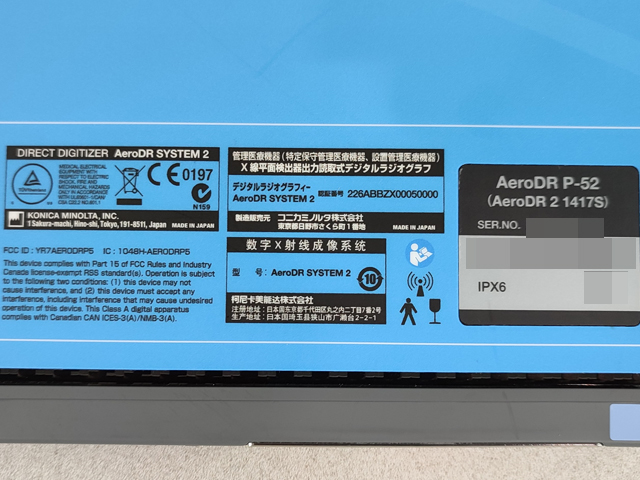 DIRECT DIGITIZER AeroDR SYSTEM 2
MEDICAL ELECTRICAL
EQUIPMENT WITH
RESPECT TO ELECTRIC
SHOCK, FIRE AND
MECHANICAL HAZARDS
ONLY IN ACCORDANCE
WITH UL60601-1/CAN/
CSA C22.2 NO.601.1
CE 0197
N159
KONICA MINOLTA, INC.
1 Sakura-machi, Hino-shi, Tokyo, 191-8511, Japan MADE IN JAPAN
FCC ID : YR7AERODRP5 IC : 1048H-AERODRP5
This device complies with Part 15 of FCC Rules and Industry
Canada license-exempt RSS standard(s). Operation is subject
to the following two conditions: (1) this device may not
cause interference, and (2) this device must accept any
interference, including interference that may cause undesired
operation of this device. This Class A digital apparatus
complies with Canadian CAN ICES-3(A)/NMB-3(A).
管理医療機器 (特定保守管理医療機器、設置管理医療機器)
X 線平面検出器出力読取式デジタルラジオグラフ
デジタルラジオグラフィー
AeroDR SYSTEM 2 認証番号 226ABBZX00050000
製造販売元 コニカミノルタ株式会社
東京都日野市さくら町1番地 MADE IN JAPAN
数字X射线成像系统
型 号: AeroDR SYSTEM 2
10
柯尼卡美能达株式会社
注册地址: 日本国东京都千代田区丸之内二丁目7番2号
生产地址: 日本国埼玉县狭山市广濑台2-2-1
AeroDR P-52
(AeroDR 2 1417S)
SER.NO.
IPX6